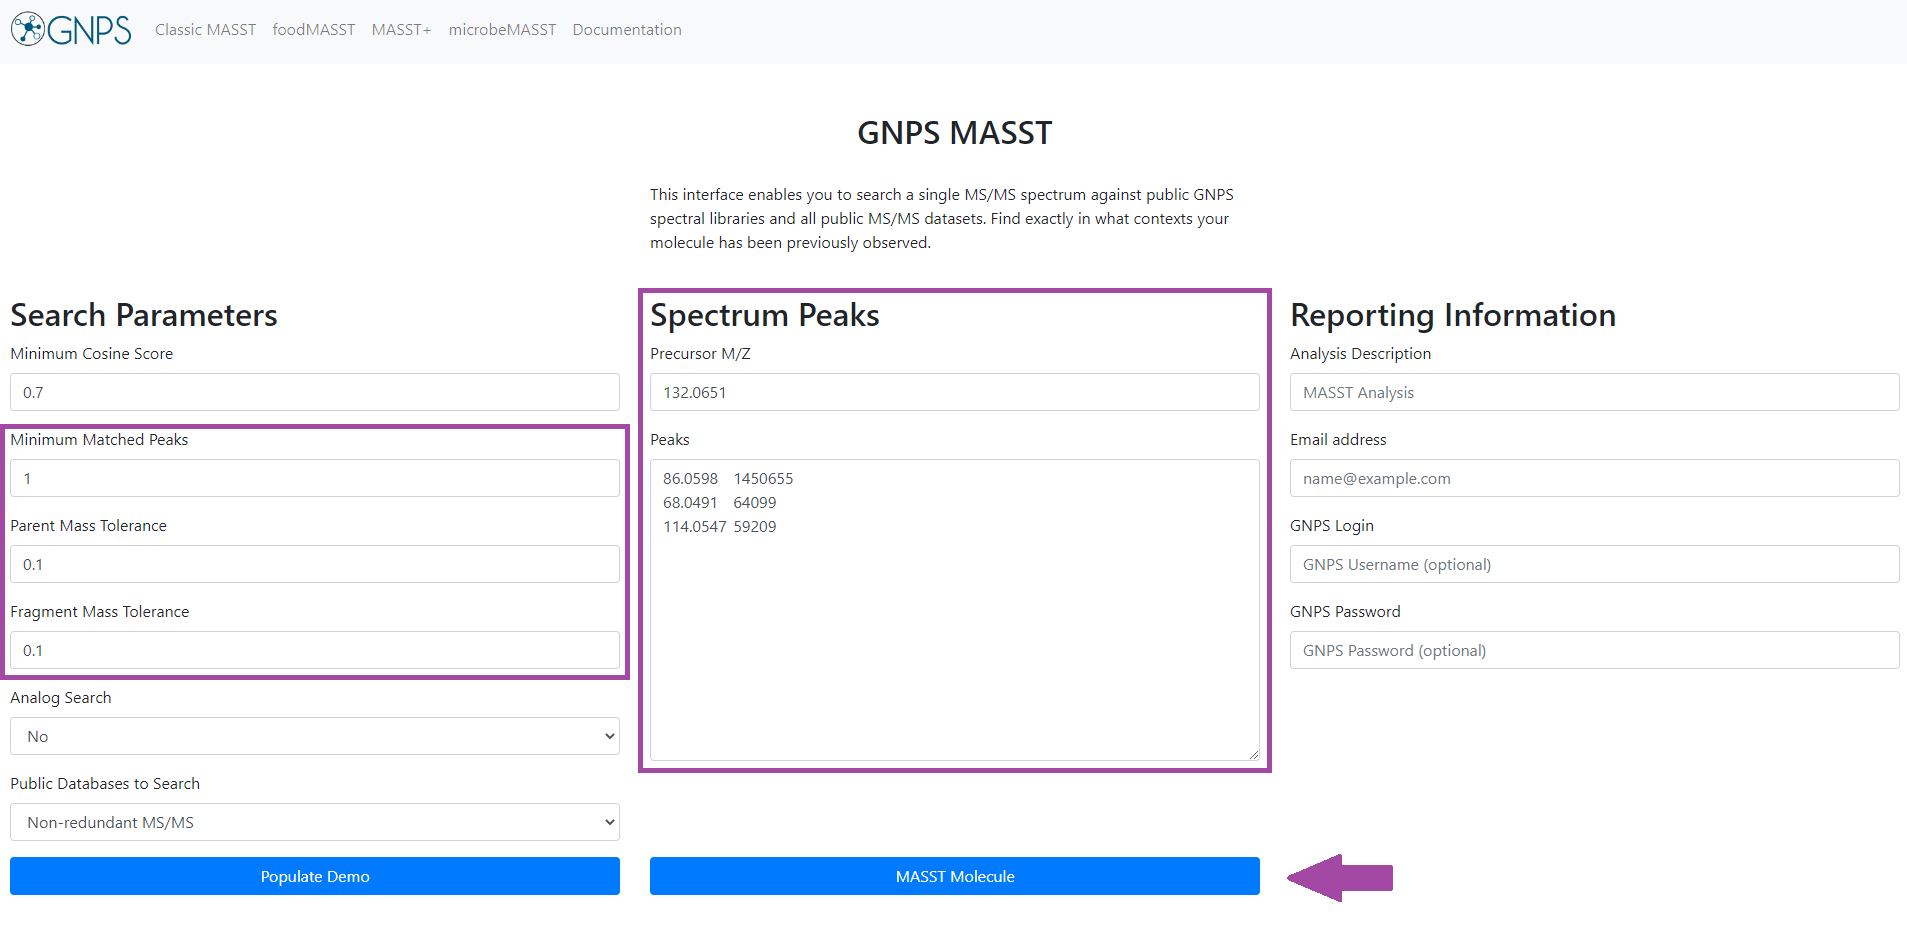 GNPS
Classic MASST foodMASST MASST+ microbeMASST Documentation
GNPS MASST
This interface enables you to search a single MS/MS spectrum against public GNPS
spectral libraries and all public MS/MS datasets. Find exactly in what contexts your
molecule has been previously observed.
Search Parameters
Minimum Cosine Score
0.7
Minimum Matched Peaks
1
Parent Mass Tolerance
0.1
Fragment Mass Tolerance
0.1
Analog Search
No
Public Databases to Search
Non-redundant MS/MS
Populate Demo
Spectrum Peaks
Precursor M/Z
132.0651
Peaks
86.0598 1450655
68.0491 64099
114.0547 59209
MASST Molecule
Reporting Information
Analysis Description
MASST Analysis
Email address
name@example.com
GNPS Login
GNPS Username (optional)
GNPS Password
GNPS Password (optional)